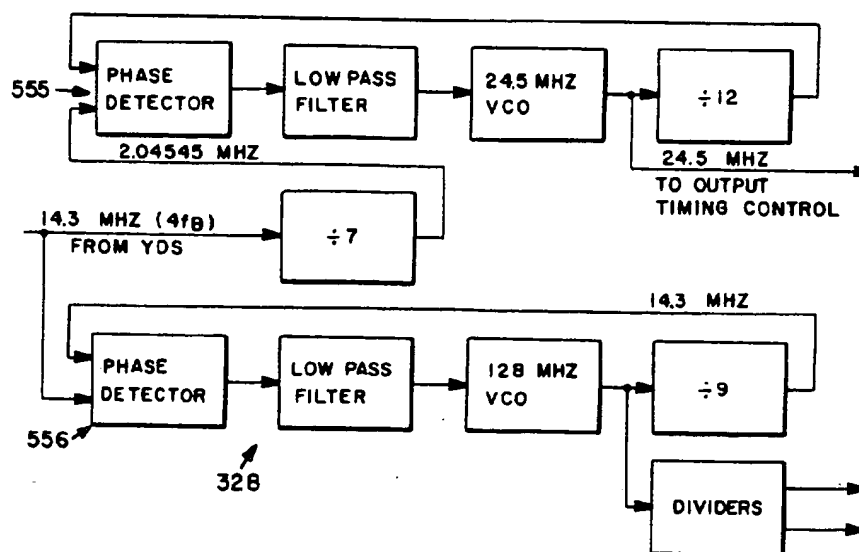 555
PHASE
DETECTOR
LOW PASS
FILTER
24.5 MHZ
VCO
÷12
2.04545 MHZ
24.5 MHZ
TO OUTPUT
TIMING CONTROL
14.3 MHZ (4fB)
FROM YDS
÷7
14.3 MHZ
PHASE
DETECTOR
LOW PASS
FILTER
128 MHZ
VCO
÷9
556
328
DIVIDERS